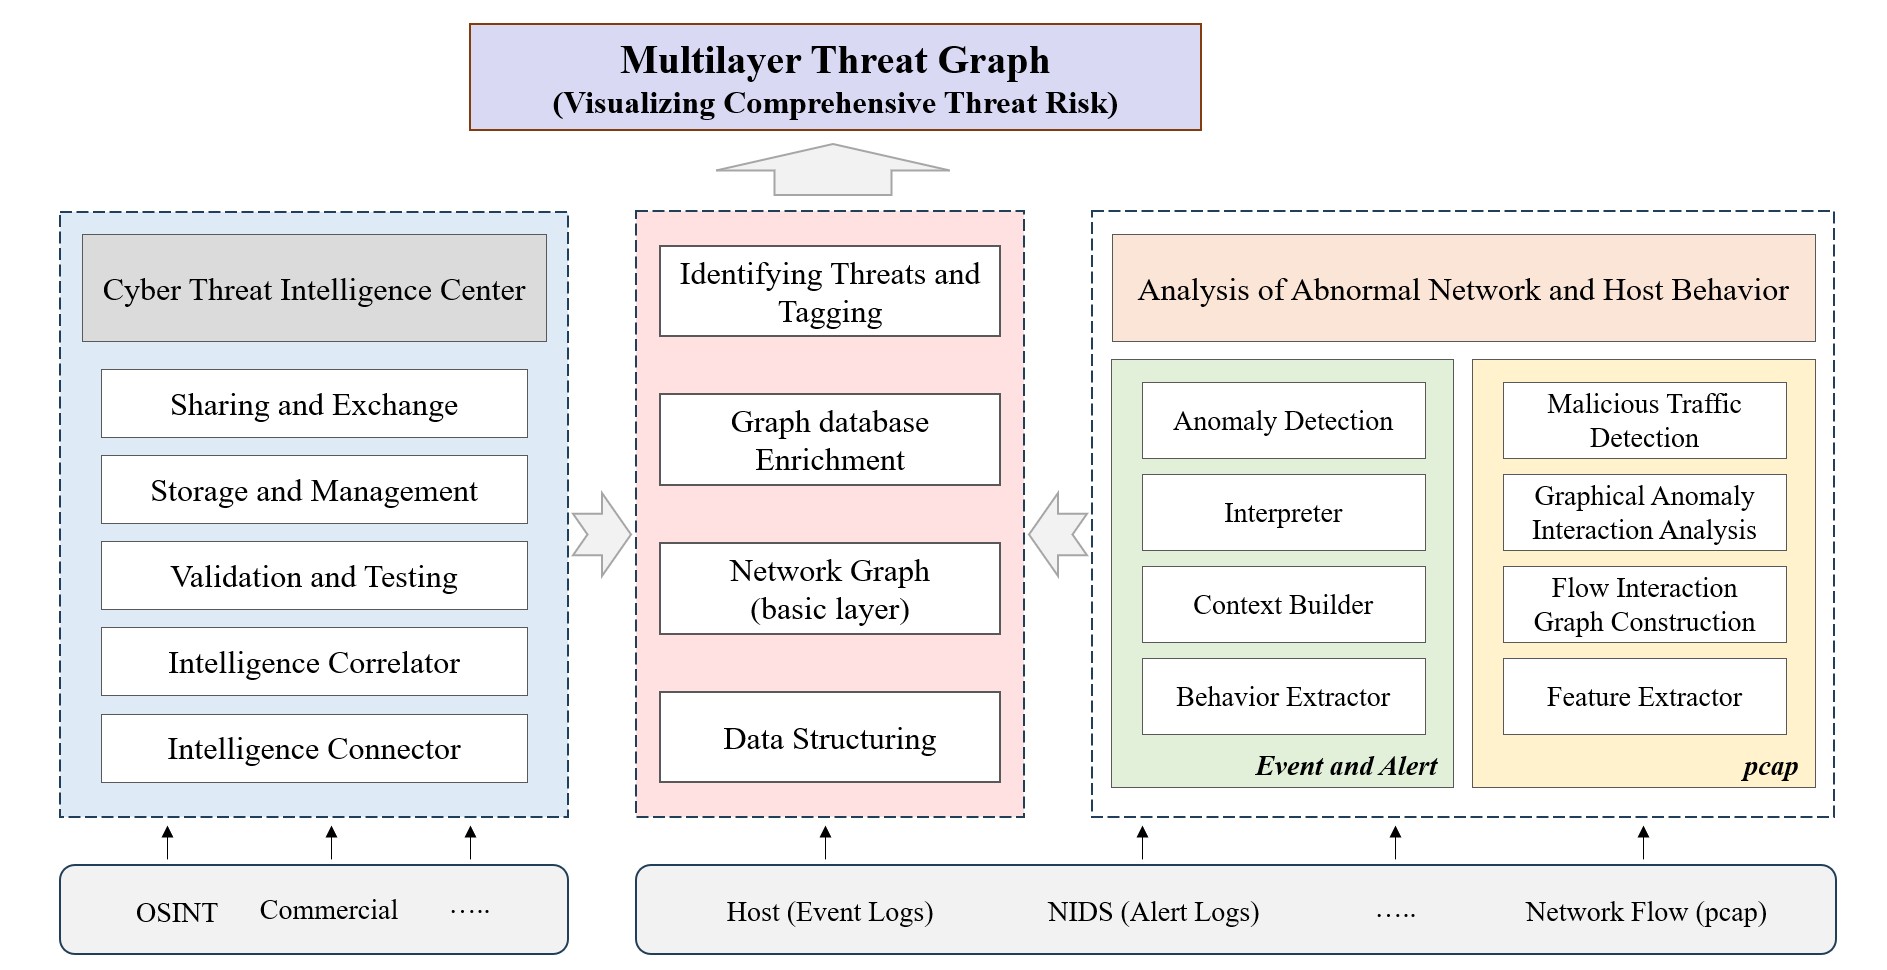 Multilayer Threat Graph
(Visualizing Comprehensive Threat Risk)
Cyber Threat Intelligence Center
Sharing and Exchange
Storage and Management
Validation and Testing
Intelligence Correlator
Intelligence Connector
Identifying Threats and
Tagging
Graph database
Enrichment
Network Graph
(basic layer)
Data Structuring
Analysis of Abnormal Network and Host Behavior
Anomaly Detection
Interpreter
Context Builder
Behavior Extractor
Event and Alert
Malicious Traffic
Detection
Graphical Anomaly
Interaction Analysis
Flow Interaction
Graph Construction
Feature Extractor
pcap
OSINT
Commercial
…..
Host (Event Logs)
NIDS (Alert Logs)
…..
Network Flow (pcap)